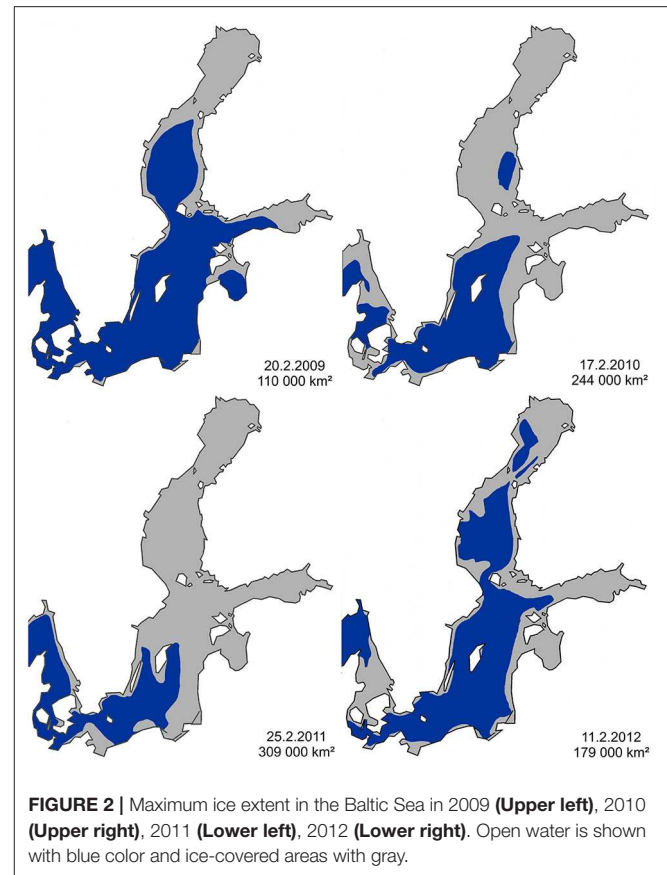 20.2.2009
110 000 km²
17.2.2010
244 000 km²
25.2.2011
309 000 km²
11.2.2012
179 000 km²
FIGURE 2 | Maximum ice extent in the Baltic Sea in 2009 (Upper left), 2010
(Upper right), 2011 (Lower left), 2012 (Lower right). Open water is shown
with blue color and ice-covered areas with gray.